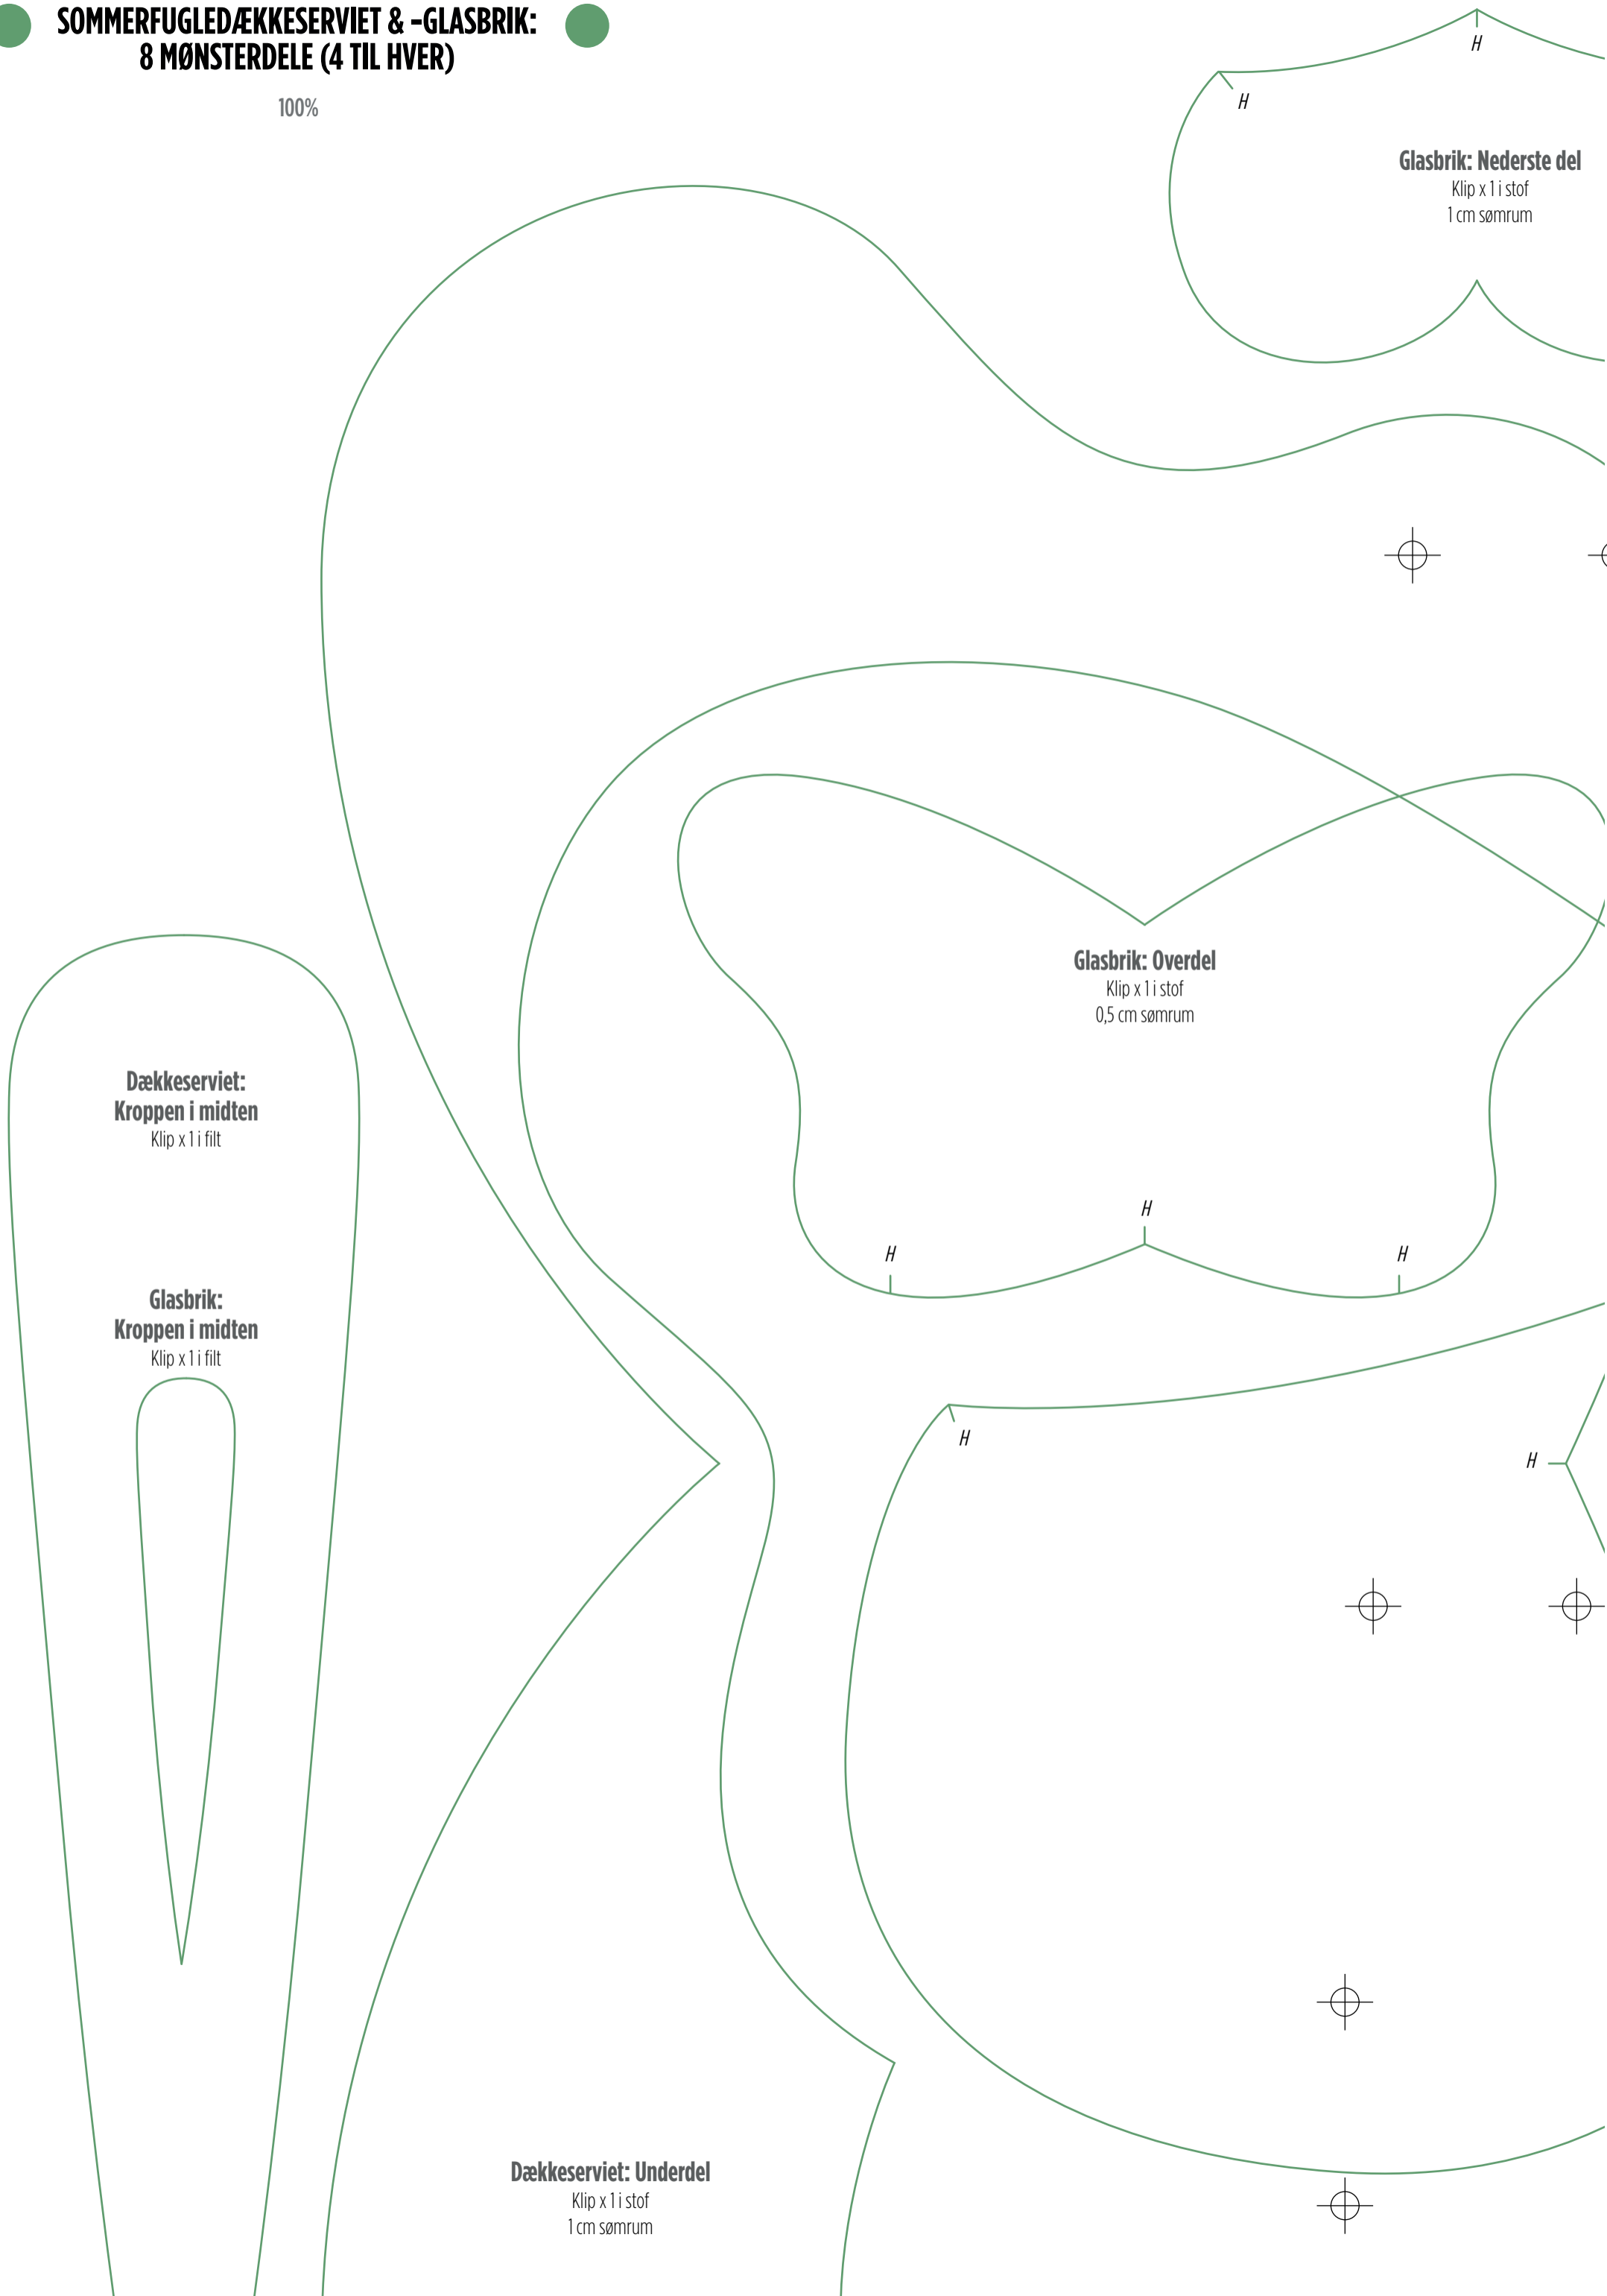 SOMMERFUGLEDÆKKESERVIET & -GLASBRIK:
8 MØNSTERDELE (4 TIL HVER)
100%
H
H
Glasbrik: Nederste del
Klip x 1 i stof
1 cm sømrum
Glasbrik: Overdel
Klip x 1 i stof
0,5 cm sømrum
Dækkeserviet:
Kroppen i midten
Klip x 1 i filt
H
H
H
Glasbrik:
Kroppen i midten
Klip x 1 i filt
H
H
Dækkeserviet: Underdel
Klip x 1 i stof
1 cm sømrum